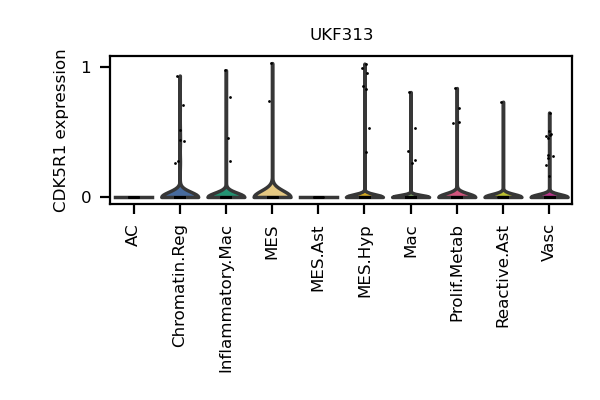 UKF313
CDK5R1 expression
1
0
AC
Chromatin.Reg
Inflammatory.Mac
MES
MES.Ast
MES.Hyp
Mac
Prolif.Metab
Reactive.Ast
Vasc